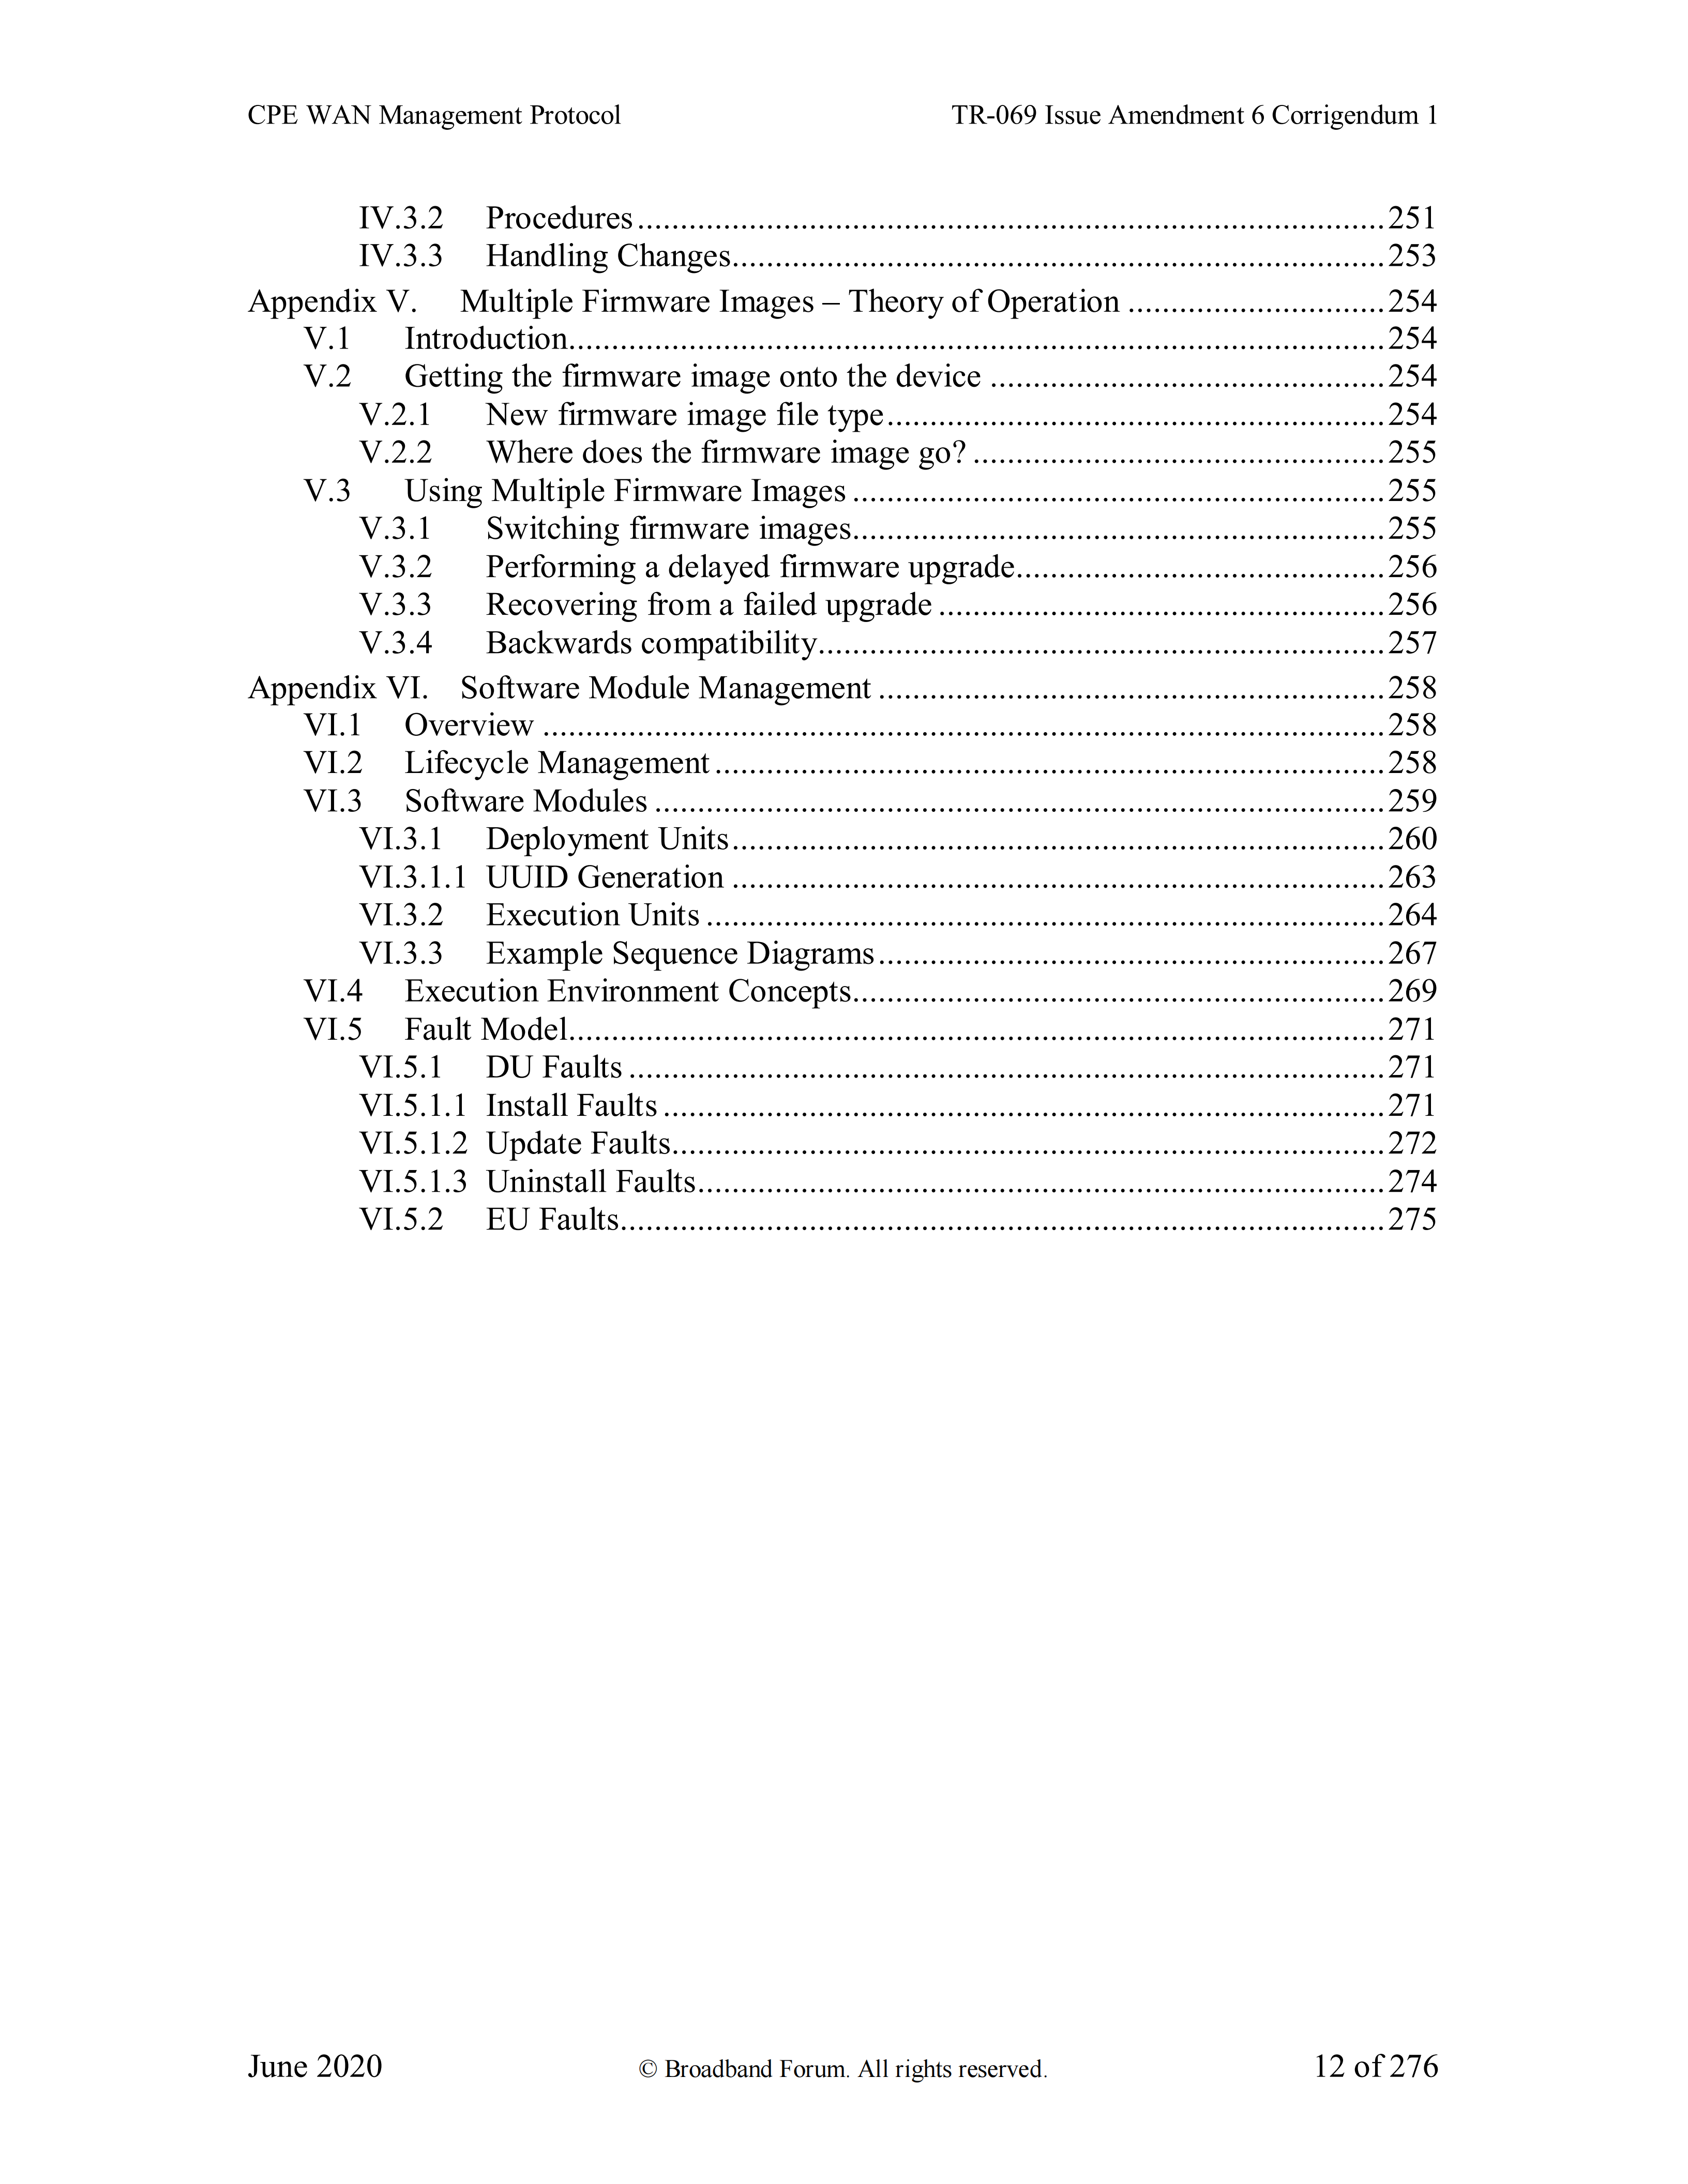 CPE WAN Management Protocol TR-069 Issue Amendment 6 Corrigendum 1
IV.3.2 Procedures........................................................................................251
IV.3.3 Handling Changes.............................................................................253
Appendix V. Multiple Firmware Images – Theory of Operation ..............................254
V.1 Introduction................................................................................................254
V.2 Getting the firmware image onto the device ..............................................254
V.2.1 New firmware image file type...........................................................254
V.2.2 Where does the firmware image go? .................................................255
V.3 Using Multiple Firmware Images ..............................................................255
V.3.1 Switching firmware images...............................................................255
V.3.2 Performing a delayed firmware upgrade...........................................256
V.3.3 Recovering from a failed upgrade ....................................................256
V.3.4 Backwards compatibility...................................................................257
Appendix VI. Software Module Management ...........................................................258
VI.1 Overview ...................................................................................................258
VI.2 Lifecycle Management ..............................................................................258
VI.3 Software Modules .....................................................................................259
VI.3.1 Deployment Units.............................................................................260
VI.3.1.1 UUID Generation ............................................................................263
VI.3.2 Execution Units ................................................................................264
VI.3.3 Example Sequence Diagrams............................................................267
VI.4 Execution Environment Concepts...............................................................269
VI.5 Fault Model................................................................................................271
VI.5.1 DU Faults .........................................................................................271
VI.5.1.1 Install Faults .....................................................................................271
VI.5.1.2 Update Faults....................................................................................272
VI.5.1.3 Uninstall Faults.................................................................................274
VI.5.2 EU Faults..........................................................................................275
June 2020 © Broadband Forum. All rights reserved. 12 of 276